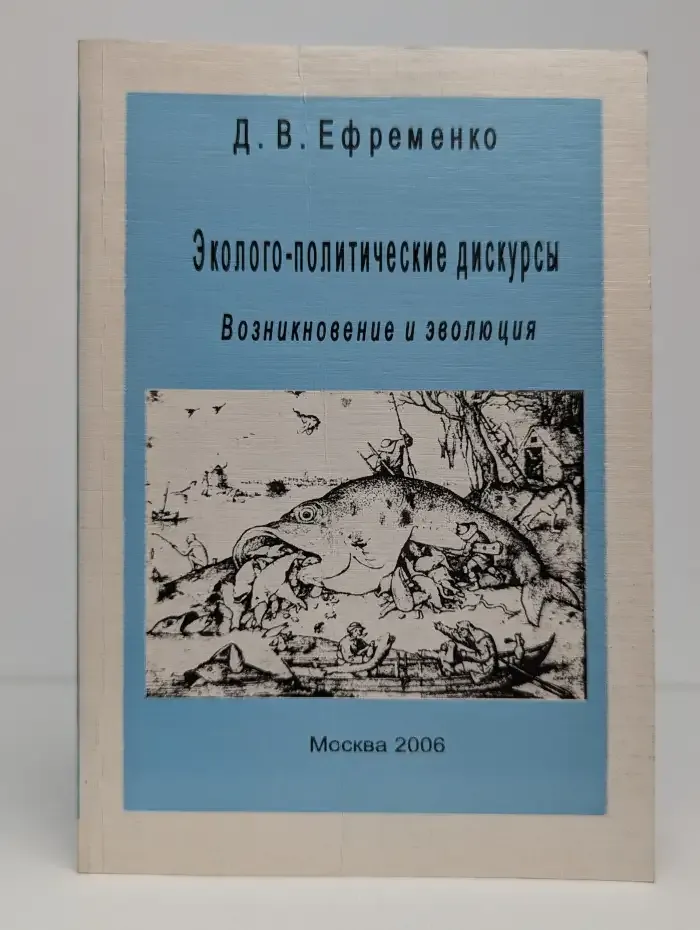 Д. В. Ефременко
Эколого-политические дискурсы
Возникновение и эволюция
Москва 2006